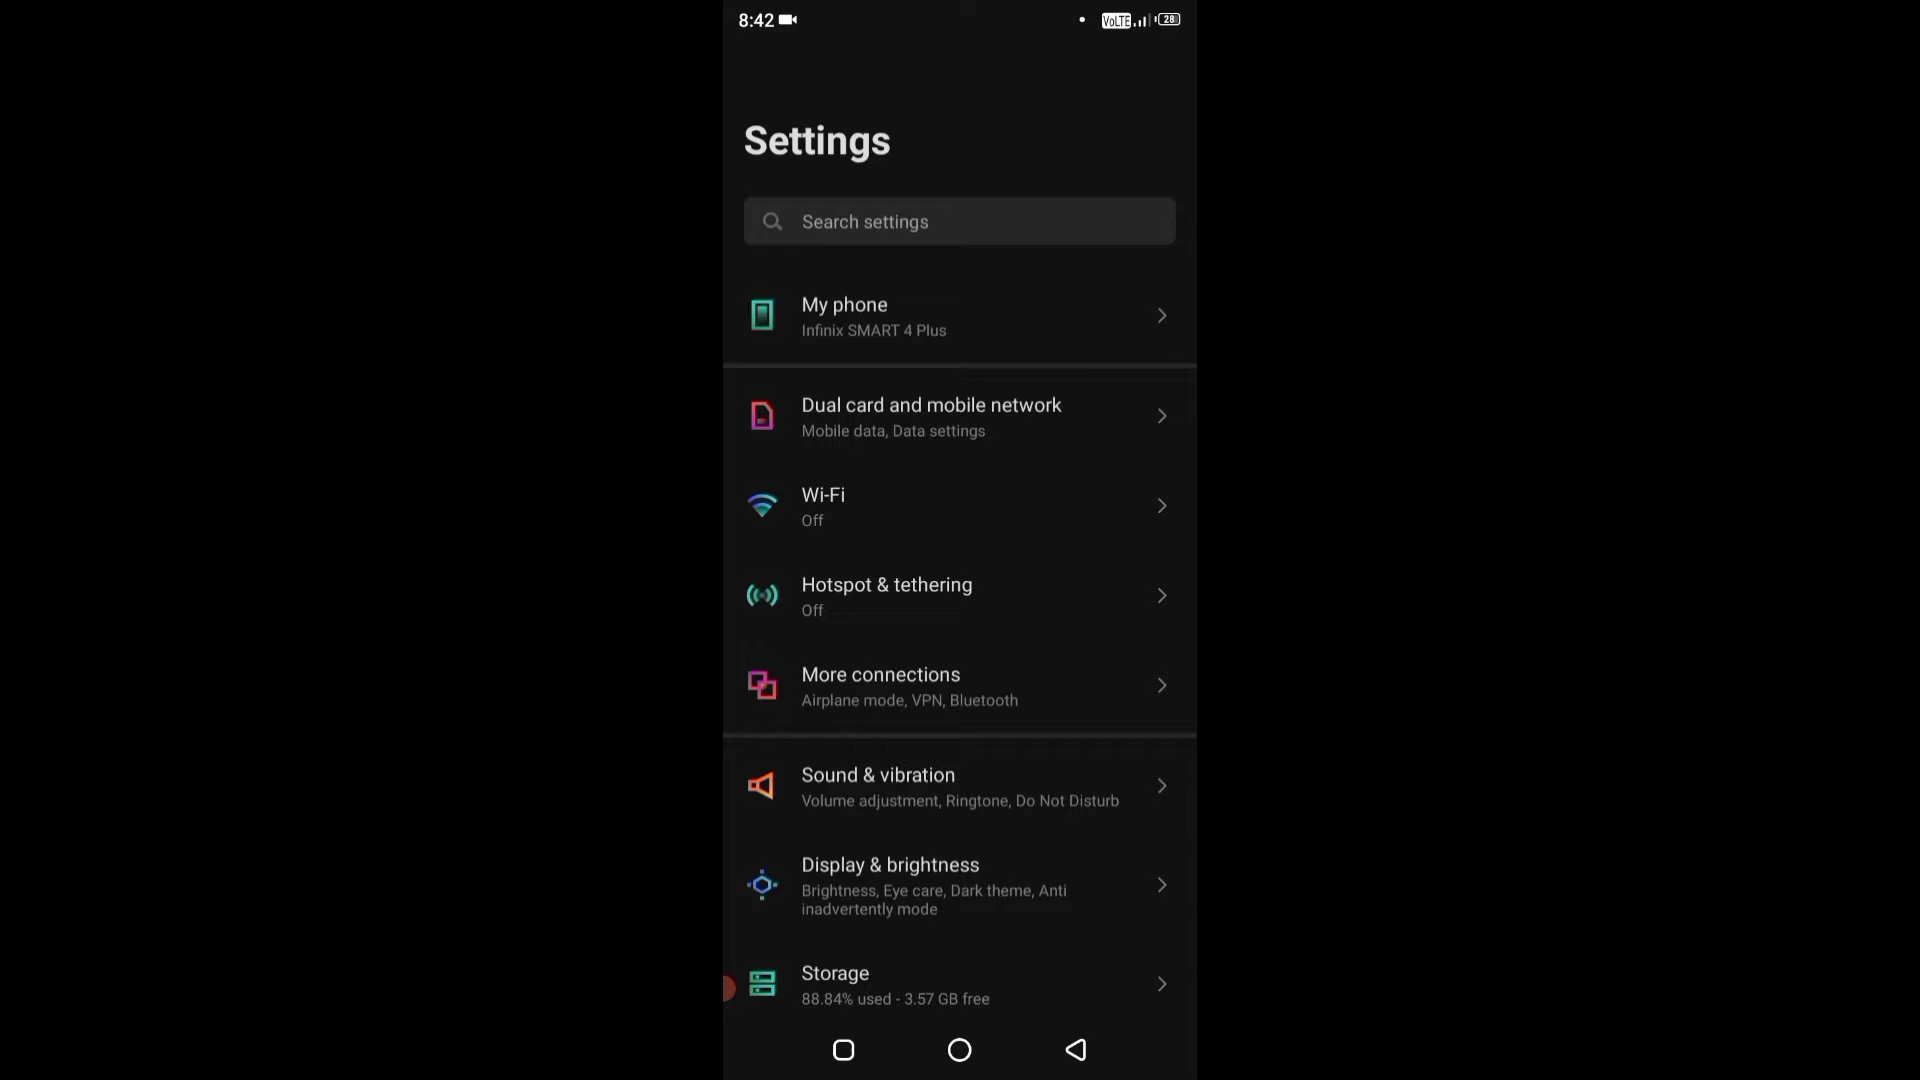 8:42
VoLTE 28
Settings
Search settings
My phone
Infinix SMART 4 Plus
Dual card and mobile network
Mobile data, Data settings
Wi-Fi
Off
Hotspot & tethering
Off
More connections
Airplane mode, VPN, Bluetooth
Sound & vibration
Volume adjustment, Ringtone, Do Not Disturb
Display & brightness
Brightness, Eye care, Dark theme, Anti
inadvertently mode
Storage
88.84% used - 3.57 GB free